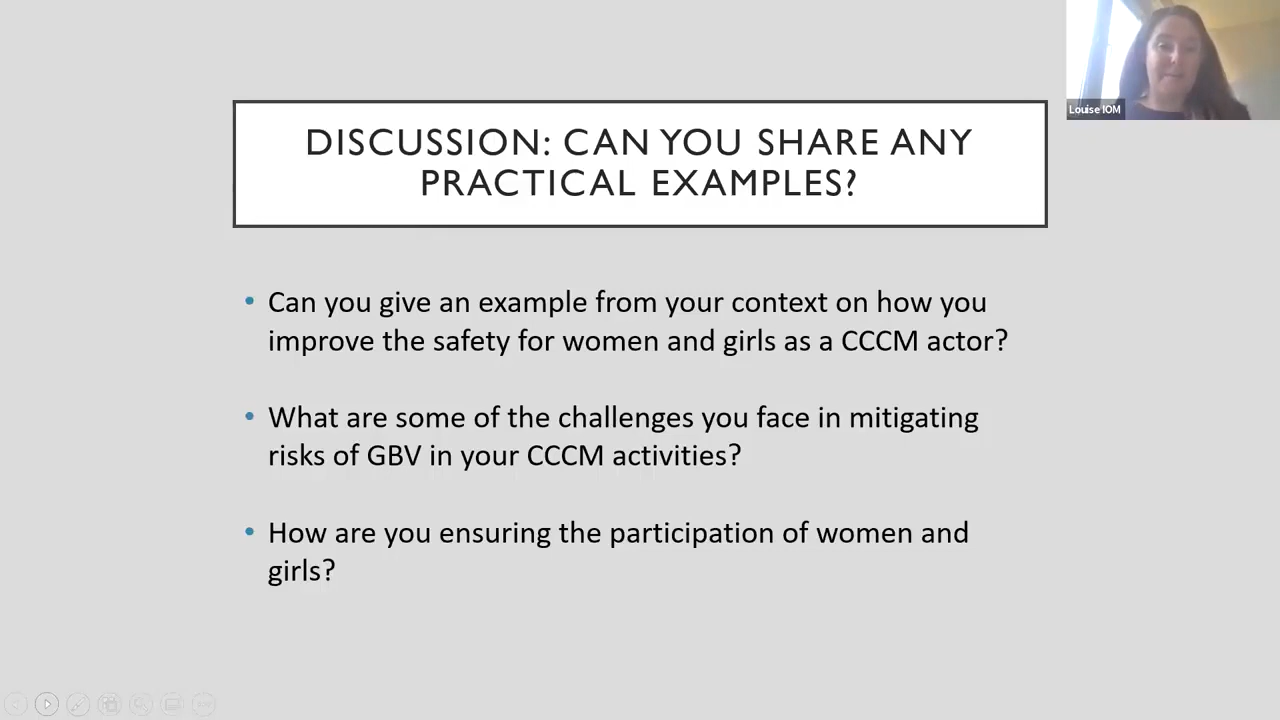 Louise IOM
DISCUSSION: CAN YOU SHARE ANY
PRACTICAL EXAMPLES?
• Can you give an example from your context on how you
improve the safety for women and girls as a CCCM actor?
• What are some of the challenges you face in mitigating
risks of GBV in your CCCM activities?
• How are you ensuring the participation of women and
girls?